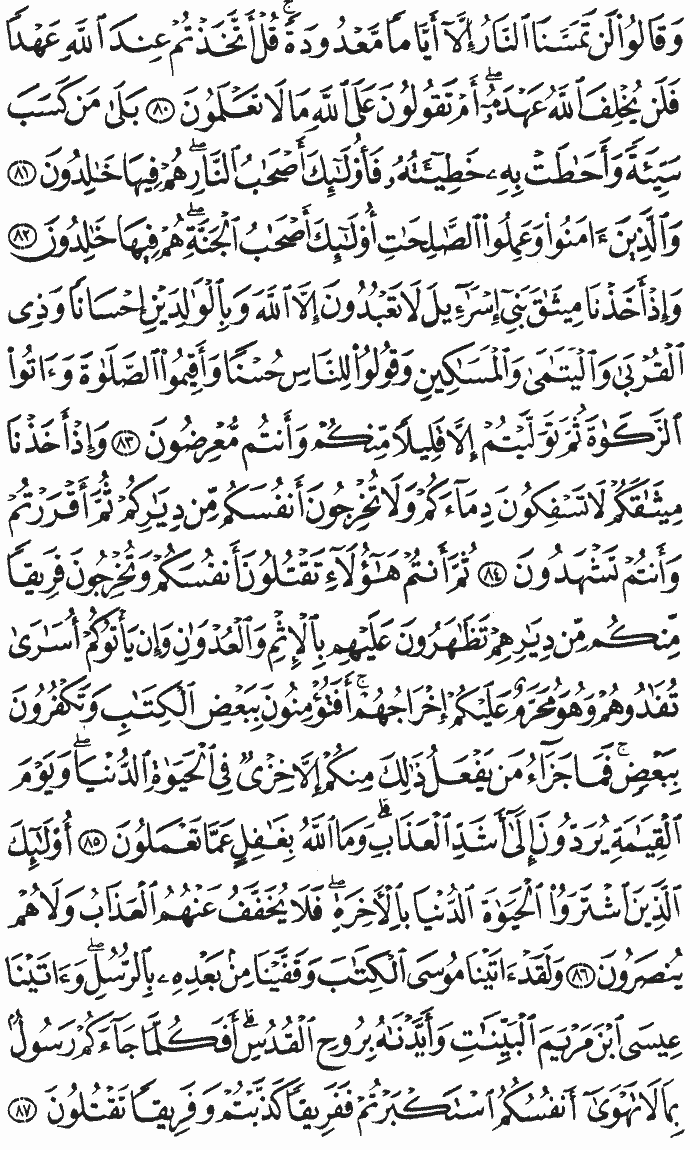 وَقَالُوا۟ لَن تَمَسَّنَا ٱلنَّارُ إِلَّآ أَيَّامًا مَّعْدُودَةً ۚ قُلْ أَتَّخَذْتُمْ عِندَ ٱللَّهِ عَهْدًا
فَلَن يُخْلِفَ ٱللَّهُ عَهْدَهُۥٓ ۖ أَمْ تَقُولُونَ عَلَى ٱللَّهِ مَا لَا تَعْلَمُونَ ٨٠ بَلَىٰ مَن كَسَبَ
سَيِّئَةً وَأَحَٰطَتْ بِهِۦ خَطِيٓـَٔتُهُۥ فَأُو۟لَٰٓئِكَ أَصْحَٰبُ ٱلنَّارِ ۖ هُمْ فِيهَا خَٰلِدُونَ ٨١
وَٱلَّذِينَ ءَامَنُوا۟ وَعَمِلُوا۟ ٱلصَّٰلِحَٰتِ أُو۟لَٰٓئِكَ أَصْحَٰبُ ٱلْجَنَّةِ ۖ هُمْ فِيهَا خَٰلِدُونَ ٨٢
وَإِذْ أَخَذْنَا مِيثَٰقَ بَنِىٓ إِسْرَٰٓءِيلَ لَا تَعْبُدُونَ إِلَّا ٱللَّهَ وَبِٱلْوَٰلِدَيْنِ إِحْسَانًا وَذِى
ٱلْقُرْبَىٰ وَٱلْيَتَٰمَىٰ وَٱلْمَسَٰكِينِ وَقُولُوا۟ لِلنَّاسِ حُسْنًا وَأَقِيمُوا۟ ٱلصَّلَوٰةَ وَءَاتُوا۟
ٱلزَّكَوٰةَ ثُمَّ تَوَلَّيْتُمْ إِلَّا قَلِيلًا مِّنكُمْ وَأَنتُم مُّعْرِضُونَ ٨٣ وَإِذْ أَخَذْنَا
مِيثَٰقَكُمْ لَا تَسْفِكُونَ دِمَآءَكُمْ وَلَا تُخْرِجُونَ أَنفُسَكُم مِّن دِيَٰرِكُمْ ثُمَّ أَقْرَرْتُمْ
وَأَنتُمْ تَشْهَدُونَ ٨٤ ثُمَّ أَنتُمْ هَٰٓؤُلَآءِ تَقْتُلُونَ أَنفُسَكُمْ وَتُخْرِجُونَ فَرِيقًا
مِّنكُم مِّن دِيَٰرِهِمْ تَظَٰهَرُونَ عَلَيْهِم بِٱلْإِثْمِ وَٱلْعُدْوَٰنِ وَإِن يَأْتُوكُمْ أُسَٰرَىٰ
تُفَٰدُوهُمْ وَهُوَ مُحَرَّمٌ عَلَيْكُمْ إِخْرَاجُهُمْ ۚ أَفَتُؤْمِنُونَ بِبَعْضِ ٱلْكِتَٰبِ وَتَكْفُرُونَ
بِبَعْضٍ ۚ فَمَا جَزَآءُ مَن يَفْعَلُ ذَٰلِكَ مِنكُمْ إِلَّا خِزْىٌ فِى ٱلْحَيَوٰةِ ٱلدُّنْيَا ۖ وَيَوْمَ
ٱلْقِيَٰمَةِ يُرَدُّونَ إِلَىٰٓ أَشَدِّ ٱلْعَذَابِ ۗ وَمَا ٱللَّهُ بِغَٰفِلٍ عَمَّا تَعْمَلُونَ ٨٥ أُو۟لَٰٓئِكَ
ٱلَّذِينَ ٱشْتَرَوُا۟ ٱلْحَيَوٰةَ ٱلدُّنْيَا بِٱلْءَاخِرَةِ ۖ فَلَا يُخَفَّفُ عَنْهُمُ ٱلْعَذَابُ وَلَا هُمْ
يُنصَرُونَ ٨٦ وَلَقَدْ ءَاتَيْنَا مُوسَى ٱلْكِتَٰبَ وَقَفَّيْنَا مِنۢ بَعْدِهِۦ بِٱلرُّسُلِ ۖ وَءَاتَيْنَا
عِيسَى ٱبْنَ مَرْيَمَ ٱلْبَيِّنَٰتِ وَأَيَّدْنَٰهُ بِرُوحِ ٱلْقُدُسِ ۗ أَفَكُلَّمَا جَآءَكُمْ رَسُولٌۢ
بِمَا لَا تَهْوَىٰٓ أَنفُسُكُمُ ٱسْتَكْبَرْتُمْ فَفَرِيقًا كَذَّبْتُمْ وَفَرِيقًا تَقْتُلُونَ ٨٧